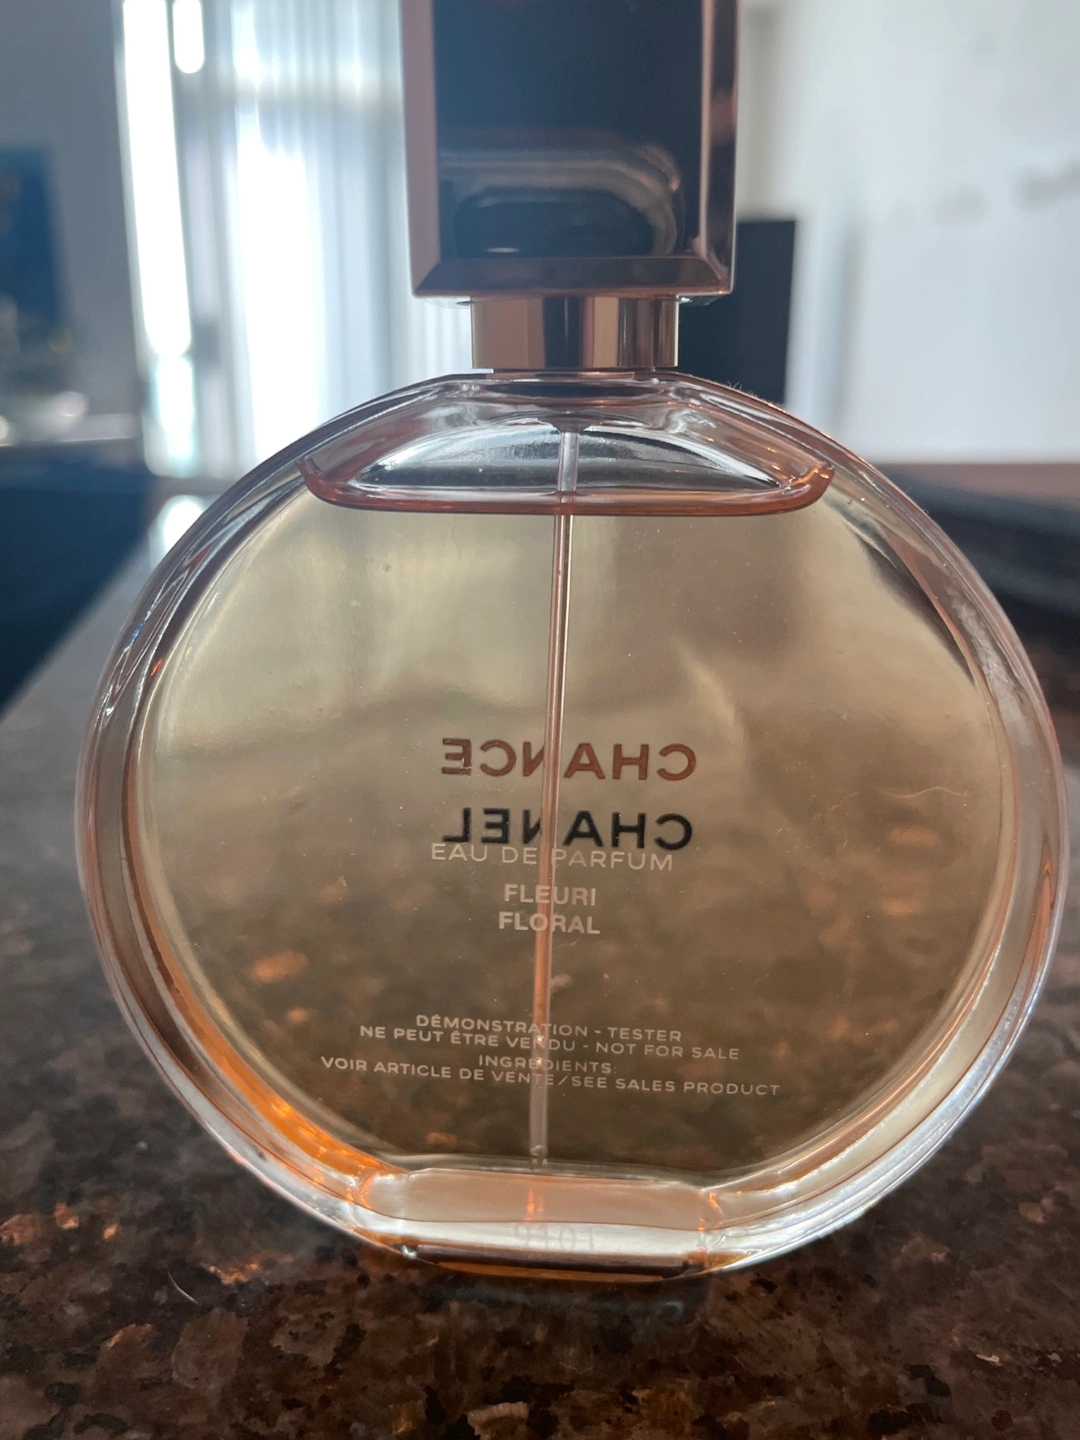 CHANCE
CHANEL
EAU DE PARFUM
FLEURI
FLORAL
DÉMONSTRATION - TESTER
NE PEUT ÊTRE VENDU - NOT FOR SALE
INGREDIENTS:
VOIR ARTICLE DE VENTE/SEE SALES PRODUCT